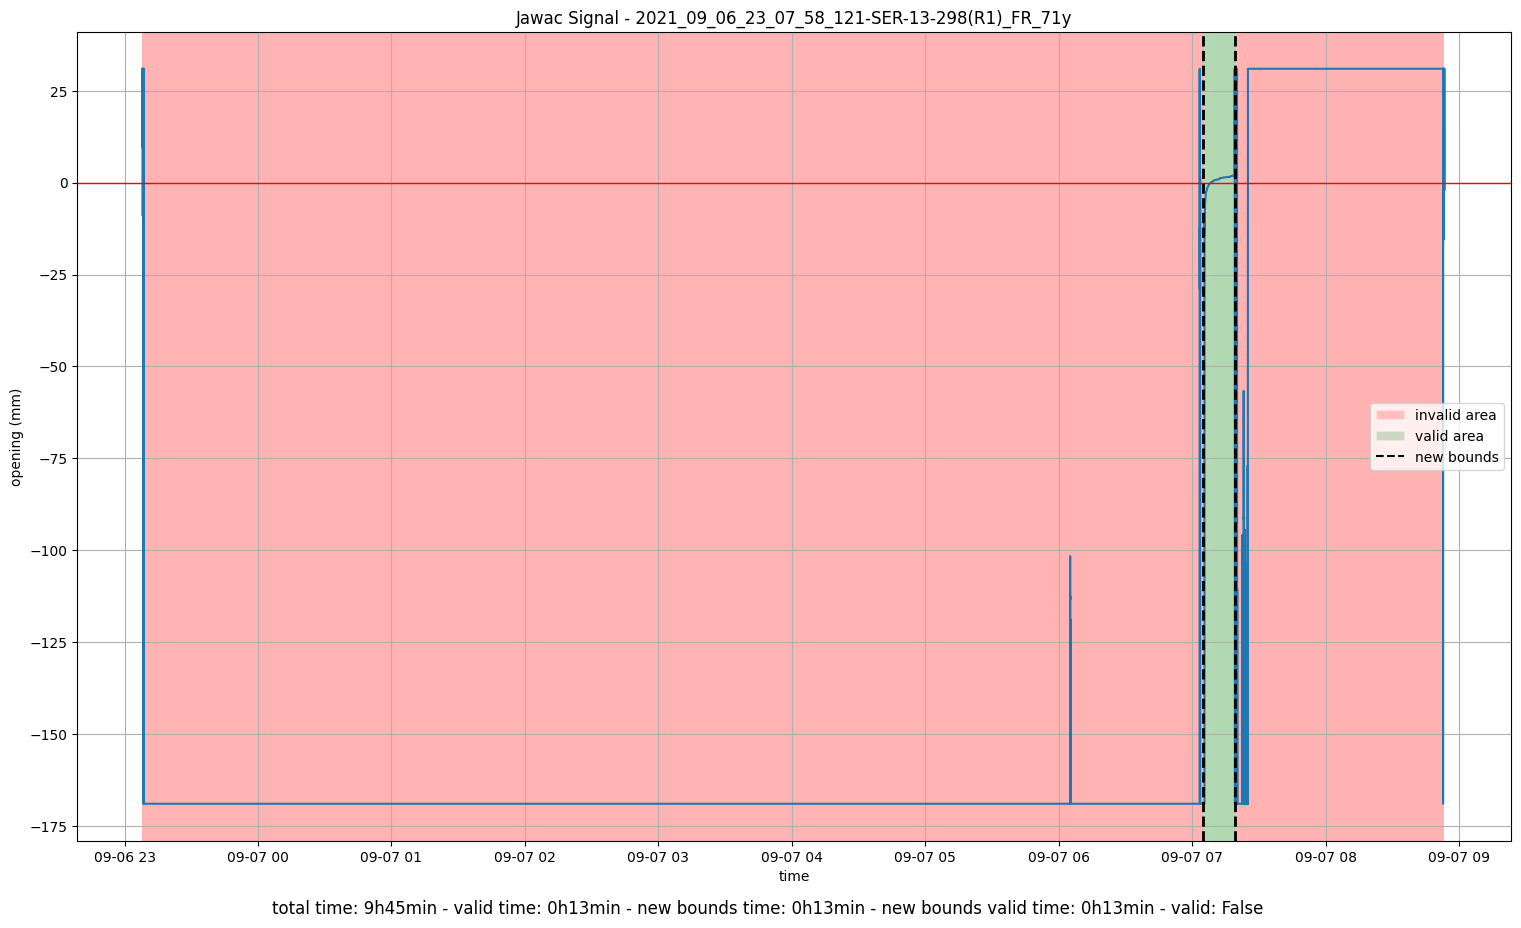 Jawac Signal - 2021_09_06_23_07_58_121-SER-13-298(R1)_FR_71y
opening (mm)
25
0
−25
−50
−75
−100
−125
−150
−175
invalid area
valid area
new bounds
09-06 23
09-07 00
09-07 01
09-07 02
09-07 03
09-07 04
09-07 05
09-07 06
09-07 07
09-07 08
09-07 09
time
total time: 9h45min - valid time: 0h13min - new bounds time: 0h13min - new bounds valid time: 0h13min - valid: False